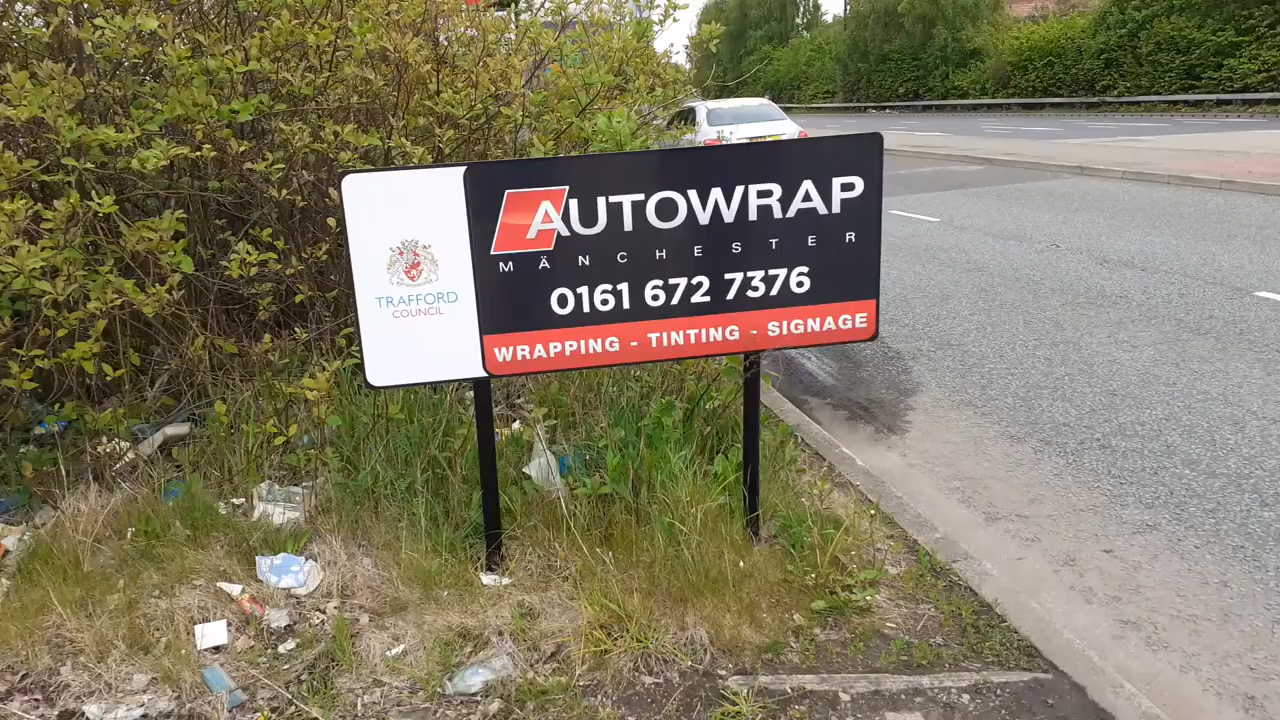 TRAFFORD
COUNCIL
AUTOWRAP
MÄNCHESTER
0161 672 7376
WRAPPING - TINTING - SIGNAGE